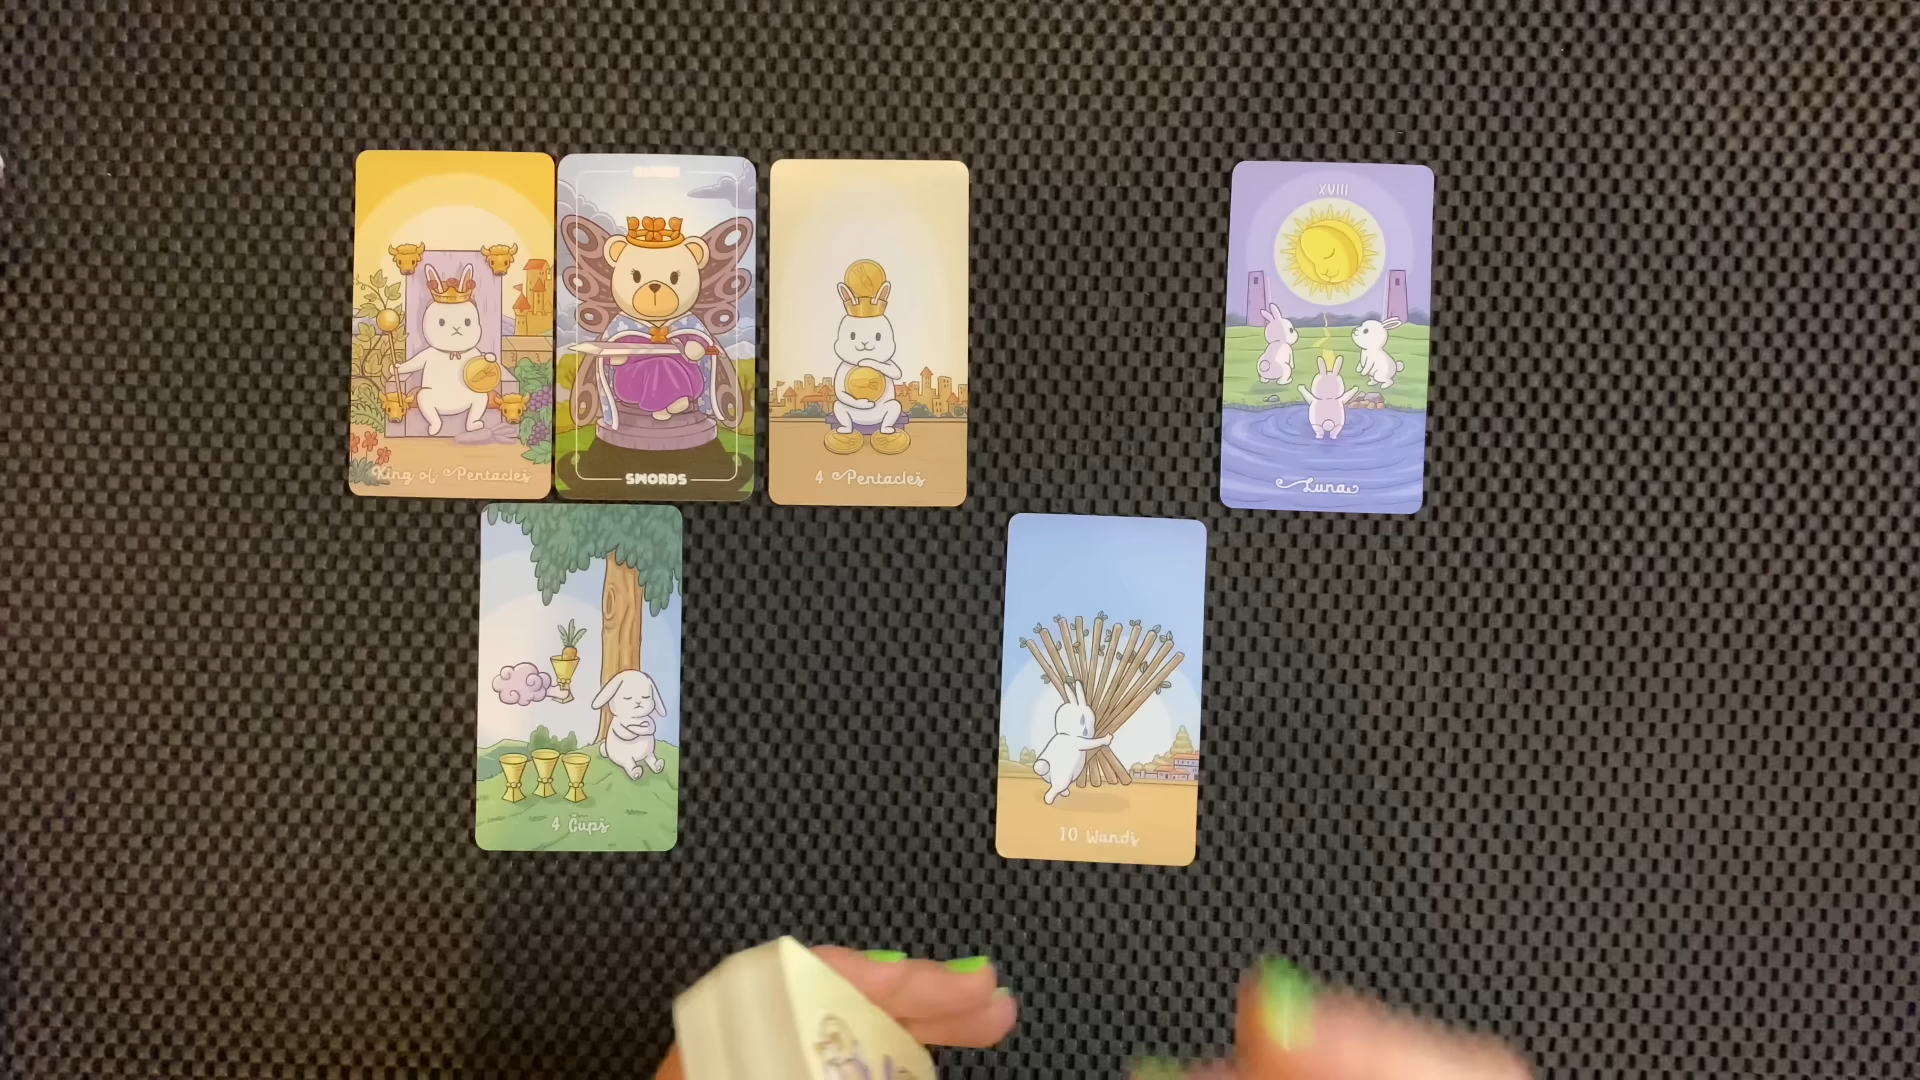 King of Pentacles
SWORDS
4 Pentacles
XVIII
Luna
4 Cups
10 Wands